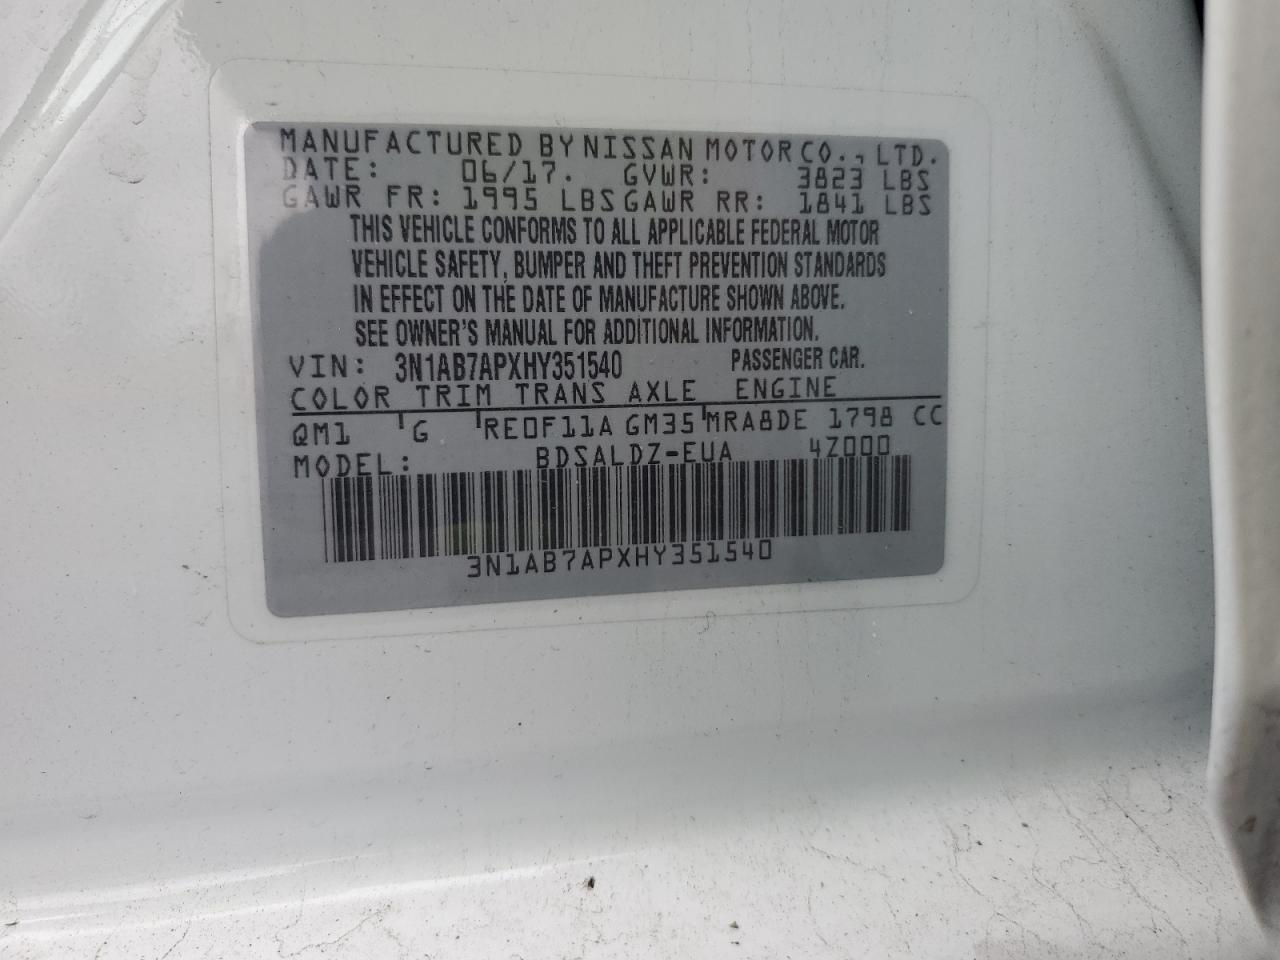 MANUFACTURED BY NISSAN MOTOR CO., LTD.
DATE: 06/17. GVWR: 3823 LBS
GAWR FR: 1995 LBS GAWR RR: 1841 LBS
THIS VEHICLE CONFORMS TO ALL APPLICABLE FEDERAL MOTOR
VEHICLE SAFETY, BUMPER AND THEFT PREVENTION STANDARDS
IN EFFECT ON THE DATE OF MANUFACTURE SHOWN ABOVE.
SEE OWNER'S MANUAL FOR ADDITIONAL INFORMATION.
VIN: 3N1AB7APXHY351540 PASSENGER CAR.
COLOR TRIM TRANS AXLE ENGINE
QM1 G RE0F11A GM35 MRA8DE 1798 CC
MODEL: BDSALDZ-EUA 4Z000
3N1AB7APXHY351540